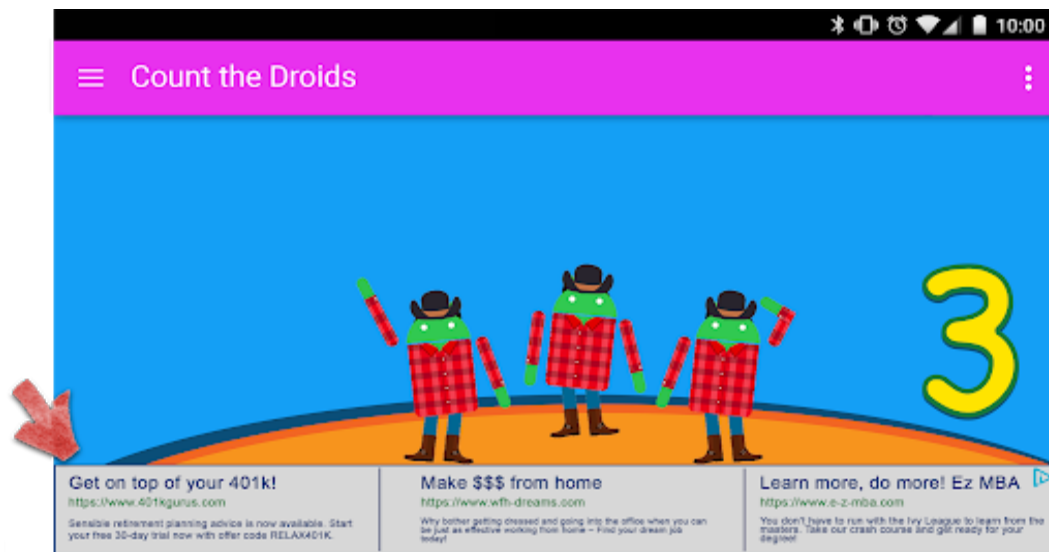 10:00
Count the Droids
3
Get on top of your 401k!
https://www.401kgurus.com
Sensible retirement planning advice is now available. Start
your free 30-day trial now with offer code RELAX401K.
Make $$$ from home
https://www.wfh-dreams.com
Why bother getting dressed and going into the office when you can
be just as effective working from home – Find your dream job
today!
Learn more, do more! Ez MBA
https://www.e-z-mba.com
You don't have to run with the Ivy League to learn from the
masters. Take our crash course and get ready for your
degree!